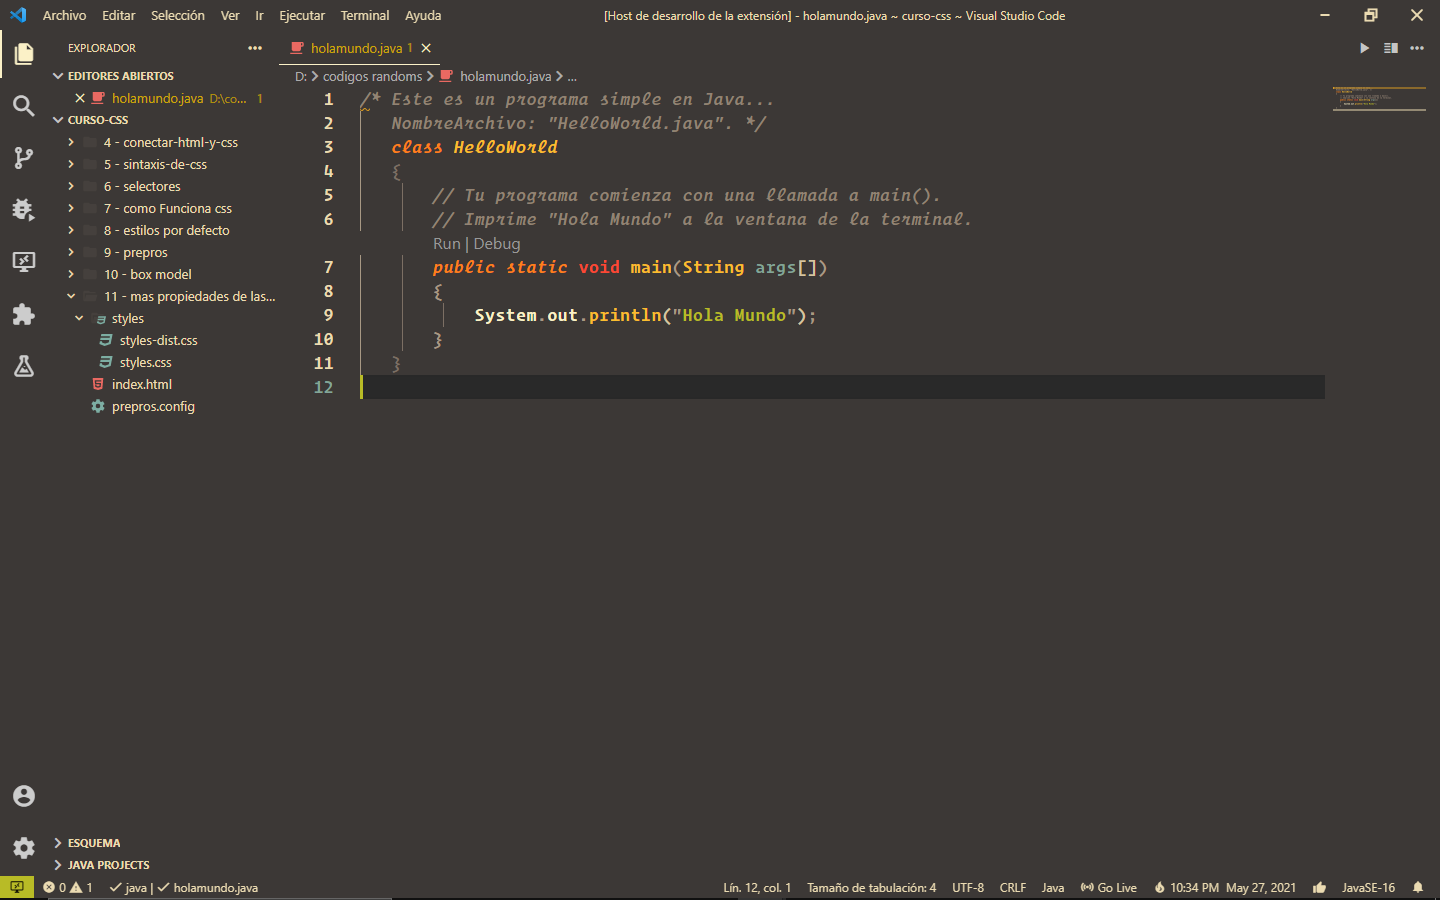 Archivo Editar Selección Ver Ir Ejecutar Terminal Ayuda [Host de desarrollo de la extensión] - holamundo.java ~ curso-css ~ Visual Studio Code
EXPLORADOR
EDITORES ABIERTOS
holamundo.java D:\co... 1
CURSO-CSS
4 - conectar-html-y-css
5 - sintaxis-de-css
6 - selectores
7 - como Funciona css
8 - estilos por defecto
9 - prepros
10 - box model
11 - mas propiedades de las...
styles
styles-dist.css
styles.css
index.html
prepros.config
ESQUEMA
JAVA PROJECTS
holamundo.java 1
D: > codigos randoms > holamundo.java > ...
1 /* Este es un programa simple en Java...
2 NombreArchivo: "HelloWorld.java". */
3 class HelloWorld
4 {
5 // Tu programa comienza con una llamada a main().
6 // Imprime "Hola Mundo" a la ventana de la terminal.
Run | Debug
7 public static void main(String args[])
8 {
9 System.out.println("Hola Mundo");
10 }
11 }
12
0 1 java | holamundo.java Lín. 12, col. 1 Tamaño de tabulación: 4 UTF-8 CRLF Java Go Live 10:34 PM May 27, 2021 JavaSE-16